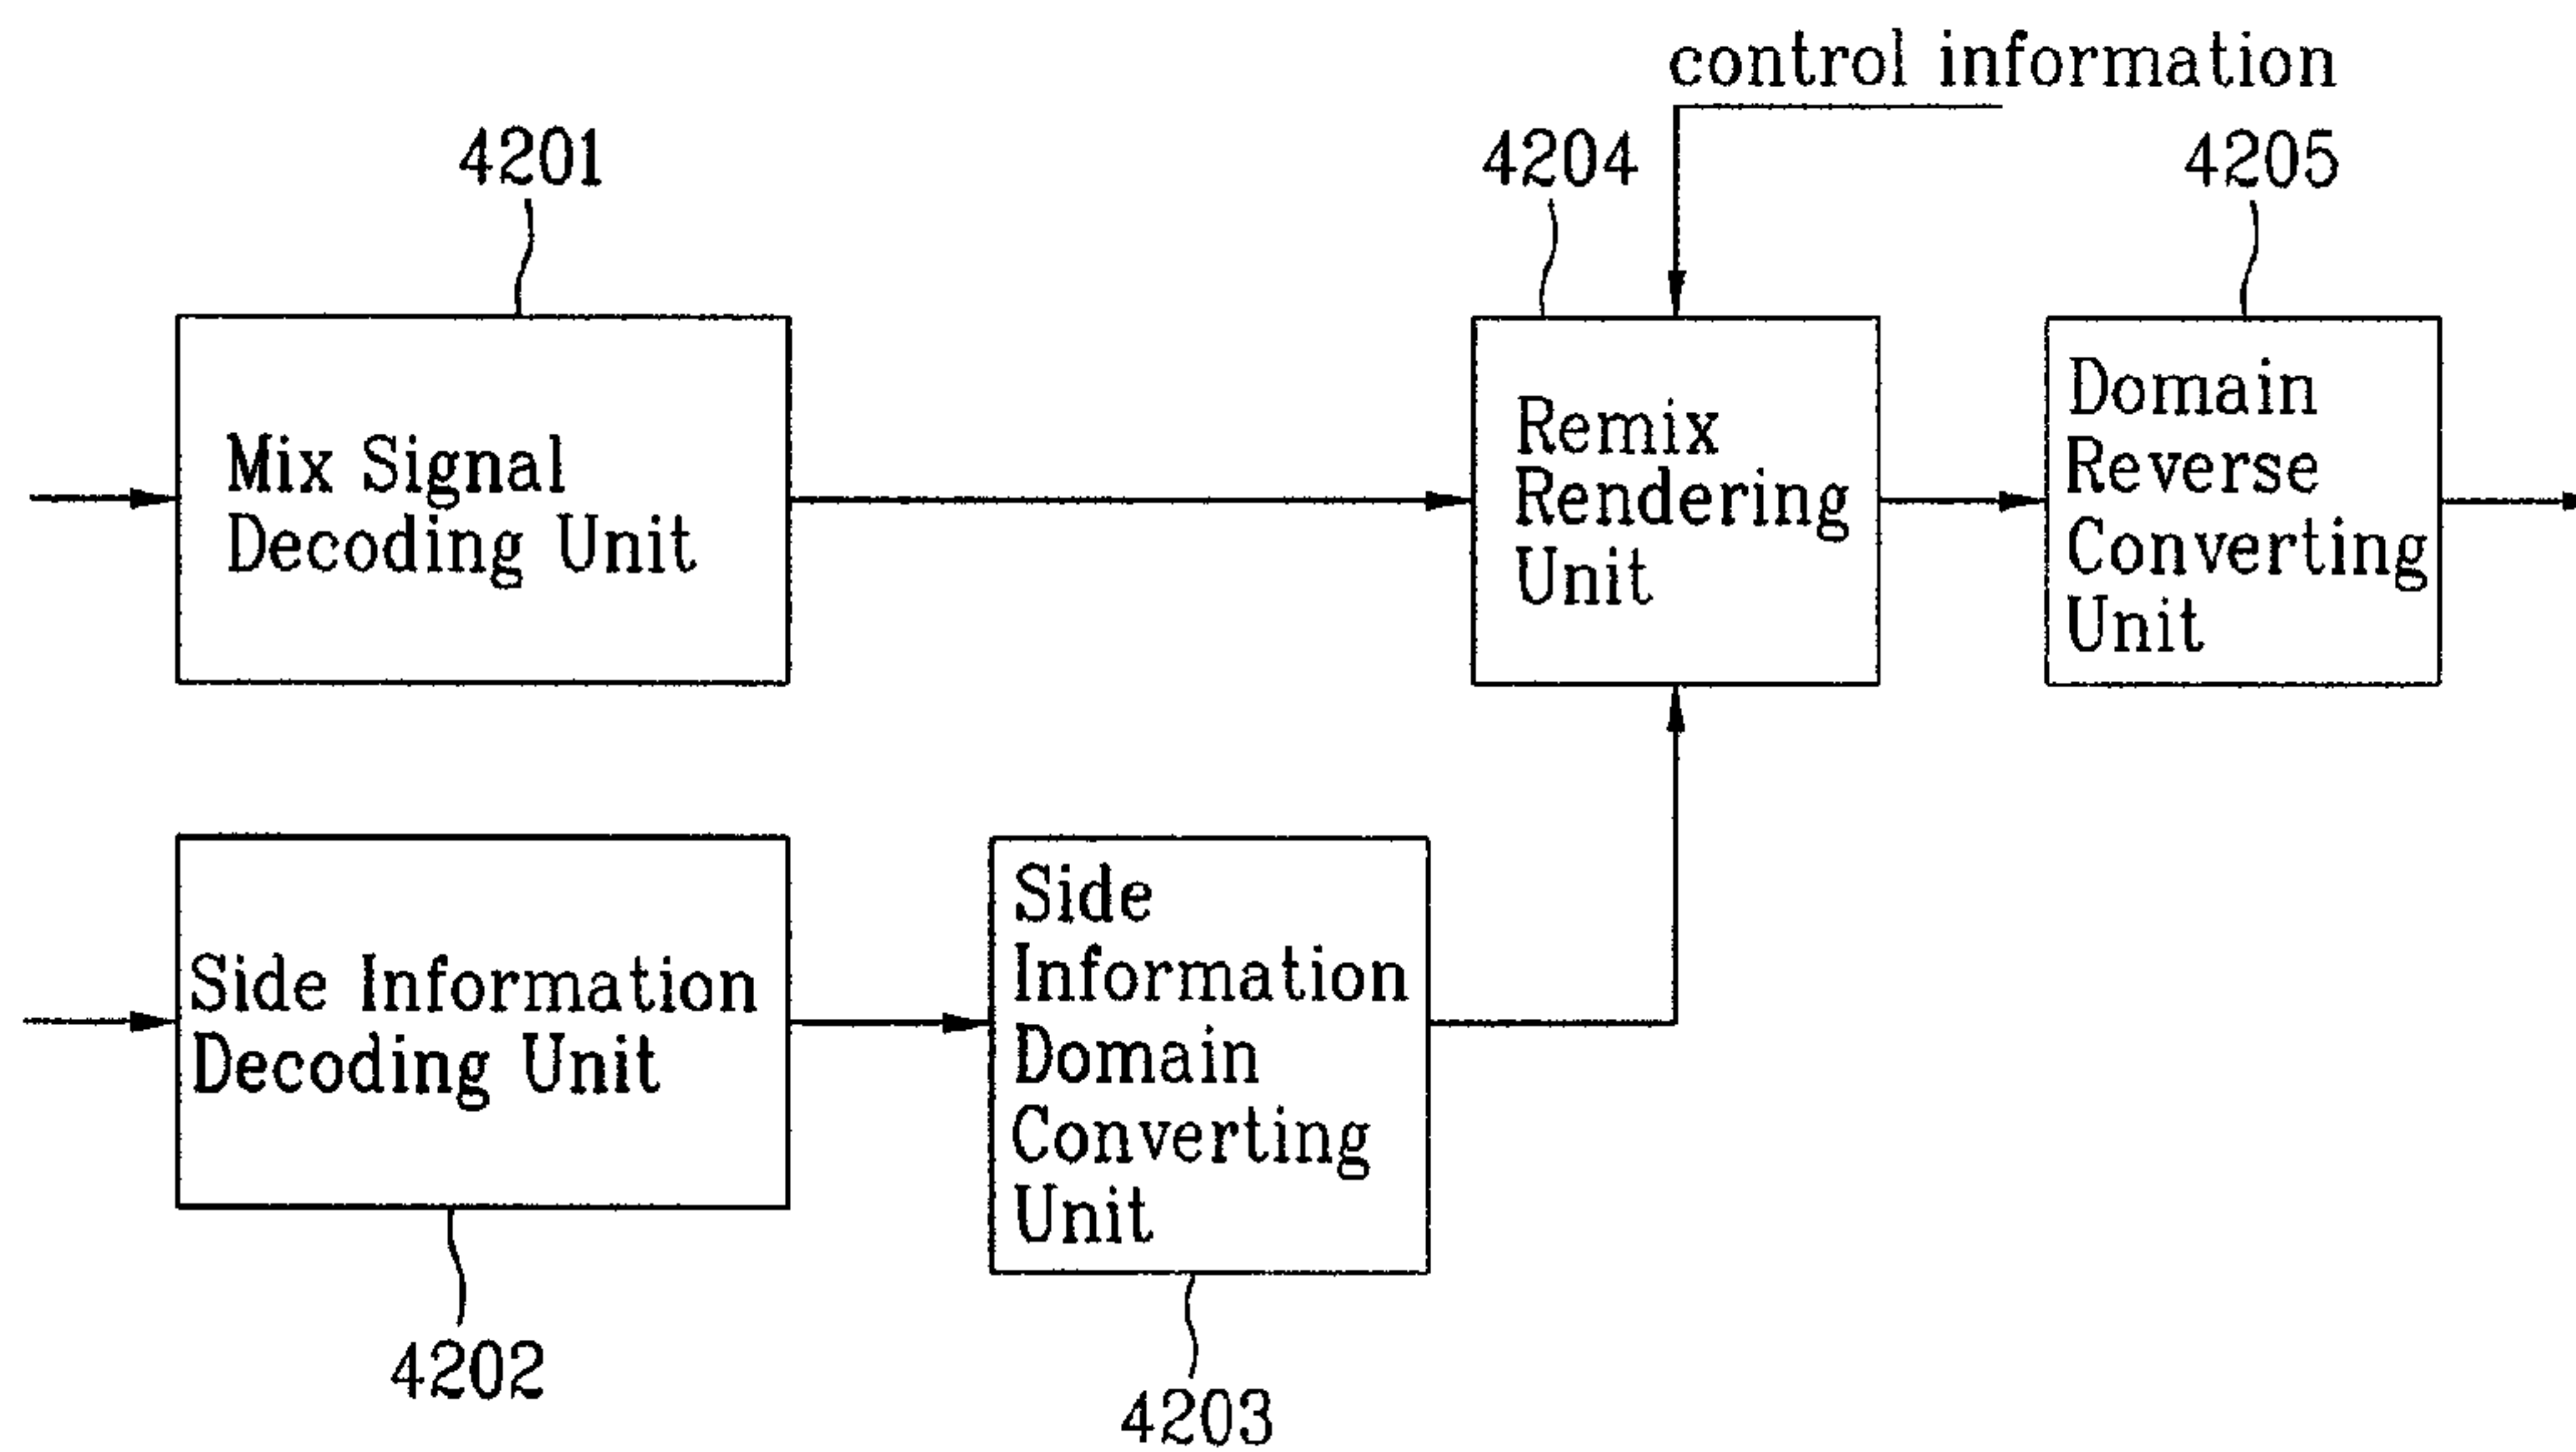 control information
4201
4204
4205
Mix Signal
Decoding Unit
Remix
Rendering
Unit
Domain
Reverse
Converting
Unit
Side Information
Decoding Unit
Side
Information
Domain
Converting
Unit
4202
4203